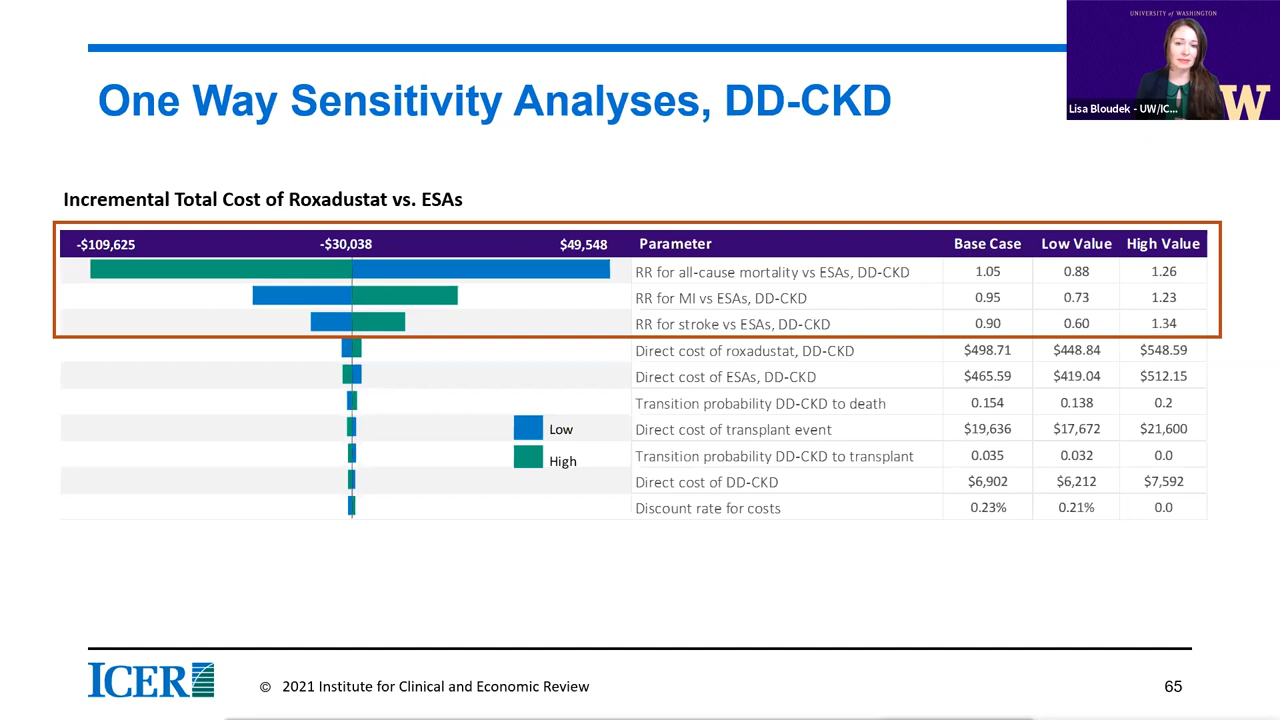 UNIVERSITY of WASHINGTON
W
Lisa Bloudek - UW/IC...
One Way Sensitivity Analyses, DD-CKD
Incremental Total Cost of Roxadustat vs. ESAs
-$109,625 -$30,038 $49,548 Parameter Base Case Low Value High Value
RR for all-cause mortality vs ESAs, DD-CKD 1.05 0.88 1.26
RR for MI vs ESAs, DD-CKD 0.95 0.73 1.23
RR for stroke vs ESAs, DD-CKD 0.90 0.60 1.34
Direct cost of roxadustat, DD-CKD $498.71 $448.84 $548.59
Direct cost of ESAs, DD-CKD $465.59 $419.04 $512.15
Transition probability DD-CKD to death 0.154 0.138 0.2
Low Direct cost of transplant event $19,636 $17,672 $21,600
High Transition probability DD-CKD to transplant 0.035 0.032 0.0
Direct cost of DD-CKD $6,902 $6,212 $7,592
Discount rate for costs 0.23% 0.21% 0.0
ICER © 2021 Institute for Clinical and Economic Review 65